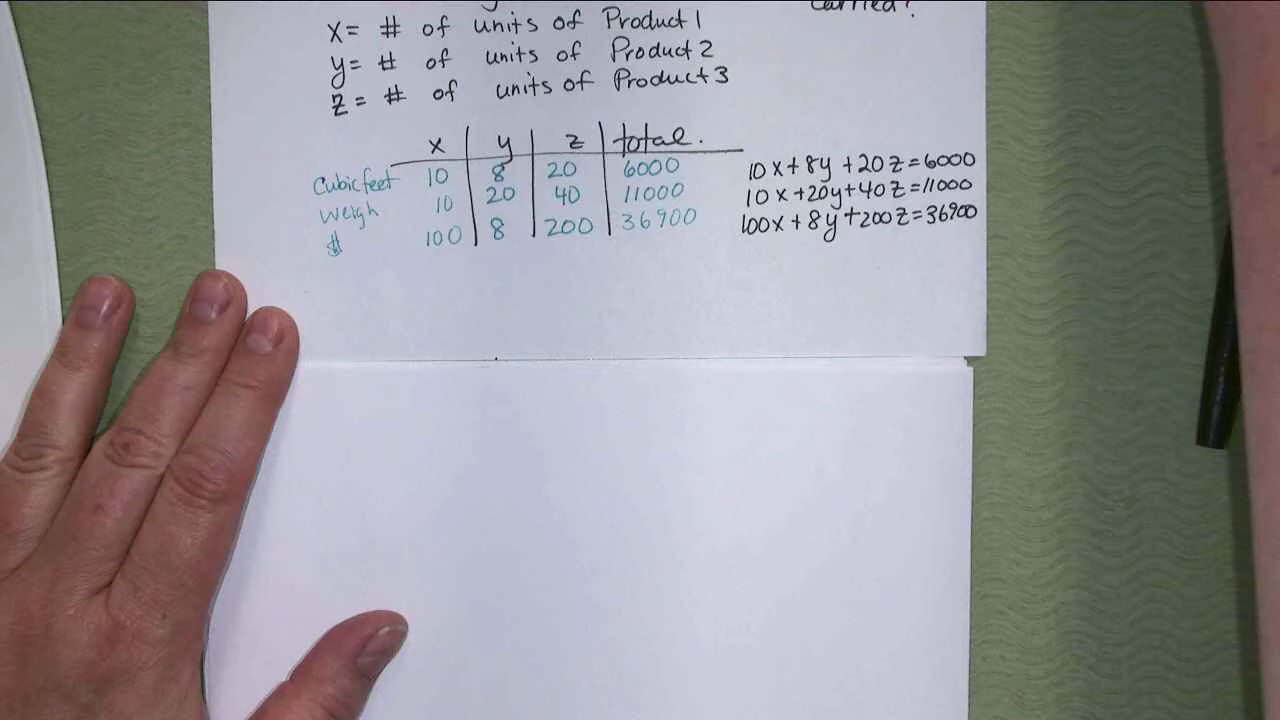 carried?
x = # of units of Product 1
y = # of units of Product 2
z = # of units of Product 3
x y z total.
Cubic feet 10 8 20 6000
Weigh 10 20 40 11000
$ 100 8 200 36900
10x + 8y + 20z = 6000
10x + 20y + 40z = 11000
100x + 8y + 200z = 36900